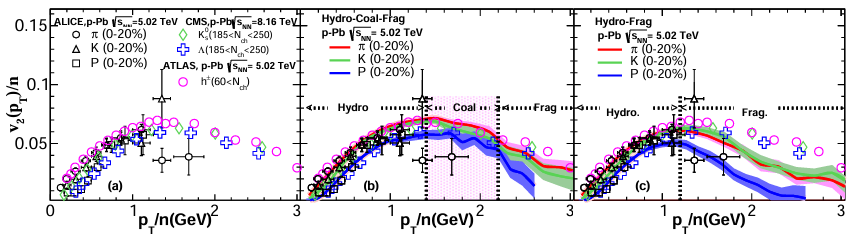 ALICE,p-Pb √sNN=5.02 TeV
π (0-20%)
K (0-20%)
P (0-20%)
CMS,p-Pb√sNN=8.16 TeV
K0s(185<Nch<250)
Λ(185<Nch<250)
ATLAS, p-Pb √sNN= 5.02 TeV
h±(60<Nch)
(a)
Hydro-Coal-Frag
p-Pb √sNN= 5.02 TeV
π (0-20%)
K (0-20%)
P (0-20%)
Hydro
Coal
Frag
(b)
Hydro-Frag
p-Pb √sNN= 5.02 TeV
π (0-20%)
K (0-20%)
P (0-20%)
Hydro.
Frag.
(c)
v2(pT)/n
0.15
0.1
0.05
0 1 2 3
0 1 2
0 1 2 3
pT/n(GeV)
pT/n(GeV)
pT/n(GeV)